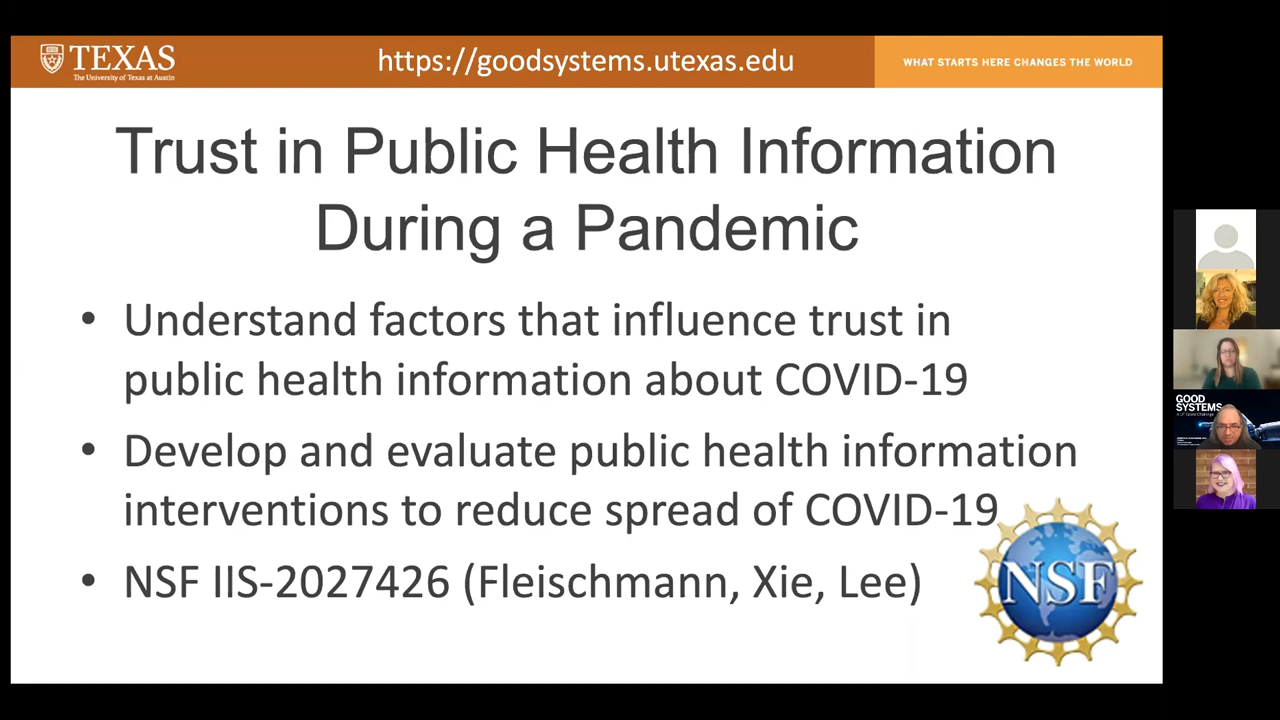 TEXAS
The University of Texas at Austin
https://goodsystems.utexas.edu
WHAT STARTS HERE CHANGES THE WORLD
Trust in Public Health Information
During a Pandemic
• Understand factors that influence trust in
public health information about COVID-19
• Develop and evaluate public health information
interventions to reduce spread of COVID-19
• NSF IIS-2027426 (Fleischmann, Xie, Lee)
NSF
GOOD
SYSTEMS